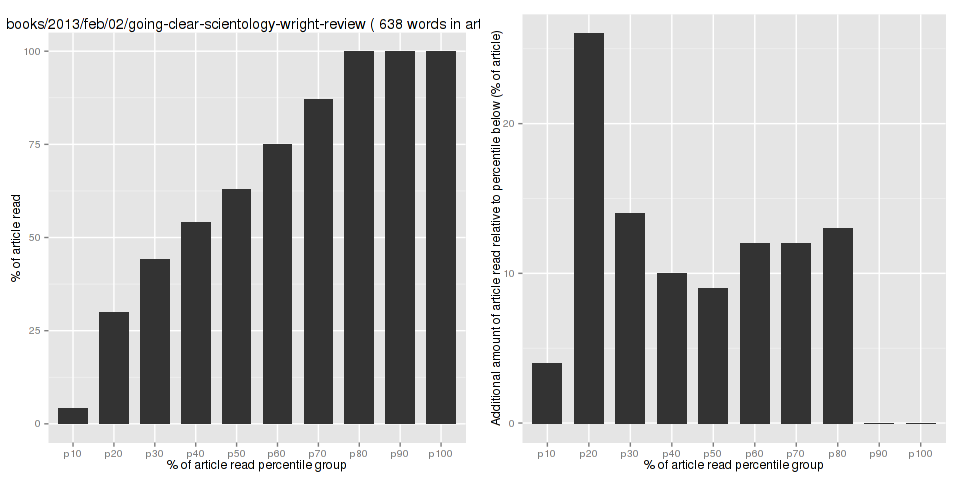 books/2013/feb/02/going-clear-scientology-wright-review ( 638 words in art
% of article read
100
75
50
25
0
p10 p20 p30 p40 p50 p60 p70 p80 p90 p100
% of article read percentile group
Additional amount of article read relative to percentile below (% of article)
20
10
0
p10 p20 p30 p40 p50 p60 p70 p80 p90 p100
% of article read percentile group